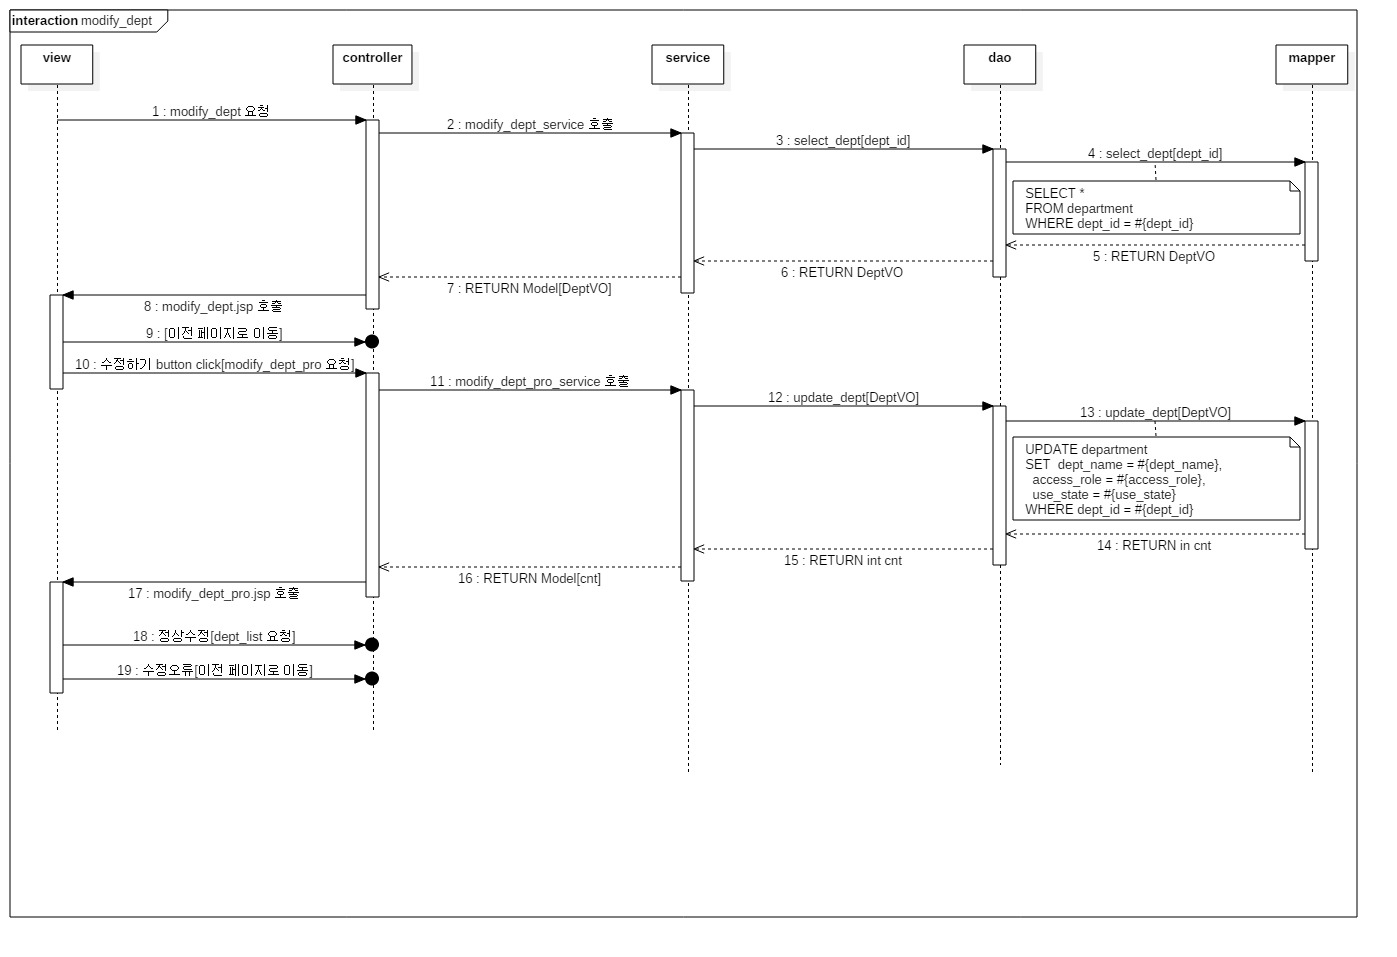 interaction modify_dept
view
controller
service
dao
mapper
1 : modify_dept 요청
2 : modify_dept_service 호출
3 : select_dept[dept_id]
4 : select_dept[dept_id]
SELECT *
FROM department
WHERE dept_id = #{dept_id}
5 : RETURN DeptVO
6 : RETURN DeptVO
7 : RETURN Model[DeptVO]
8 : modify_dept.jsp 호출
9 : [이전 페이지로 이동]
10 : 수정하기 button click[modify_dept_pro 요청]
11 : modify_dept_pro_service 호출
12 : update_dept[DeptVO]
13 : update_dept[DeptVO]
UPDATE department
SET  dept_name = #{dept_name},
access_role = #{access_role},
use_state = #{use_state}
WHERE dept_id = #{dept_id}
14 : RETURN in cnt
15 : RETURN int cnt
16 : RETURN Model[cnt]
17 : modify_dept_pro.jsp 호출
18 : 정상수정[dept_list 요청]
19 : 수정오류[이전 페이지로 이동]